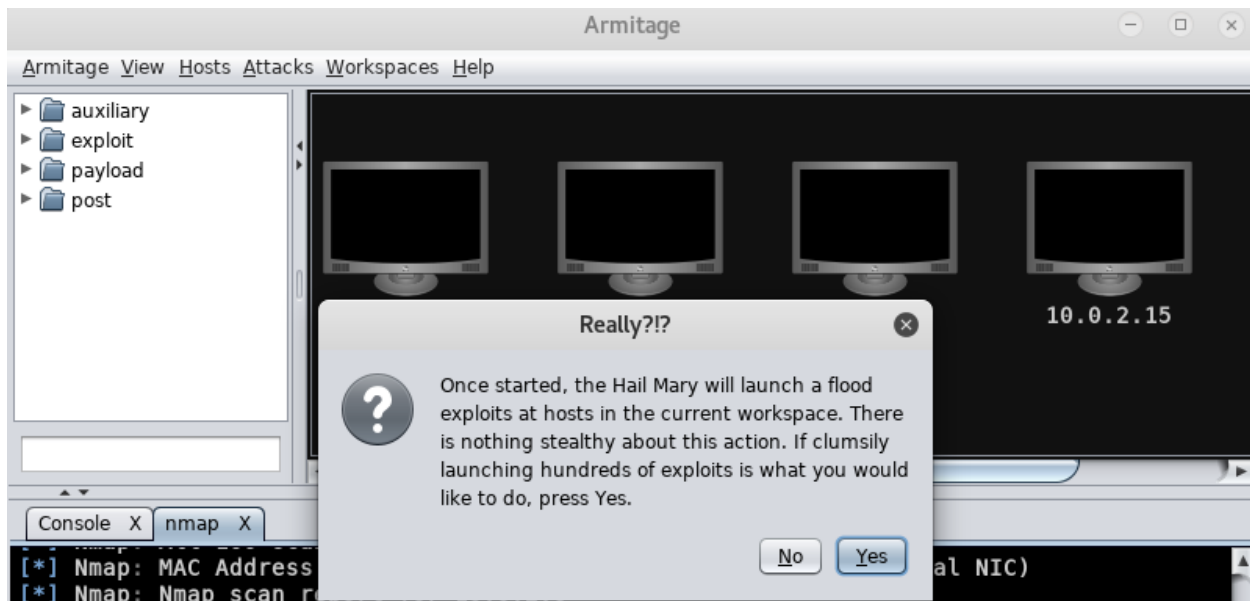 Armitage
Armitage View Hosts Attacks Workspaces Help
auxiliary
exploit
payload
post
10.0.2.15
Really?!?
Once started, the Hail Mary will launch a flood
exploits at hosts in the current workspace. There
is nothing stealthy about this action. If clumsily
launching hundreds of exploits is what you would
like to do, press Yes.
No Yes
Console X nmap X
[*] Nmap:
[*] Nmap: MAC Address al NIC)
[*] Nmap: Nmap scan